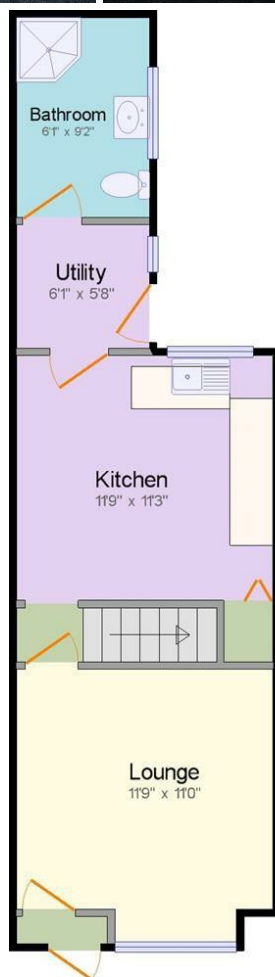 Bathroom
6'1" x 9'2"
Utility
6'1" x 5'8"
Kitchen
11'9" x 11'3"
Lounge
11'9" x 11'0"